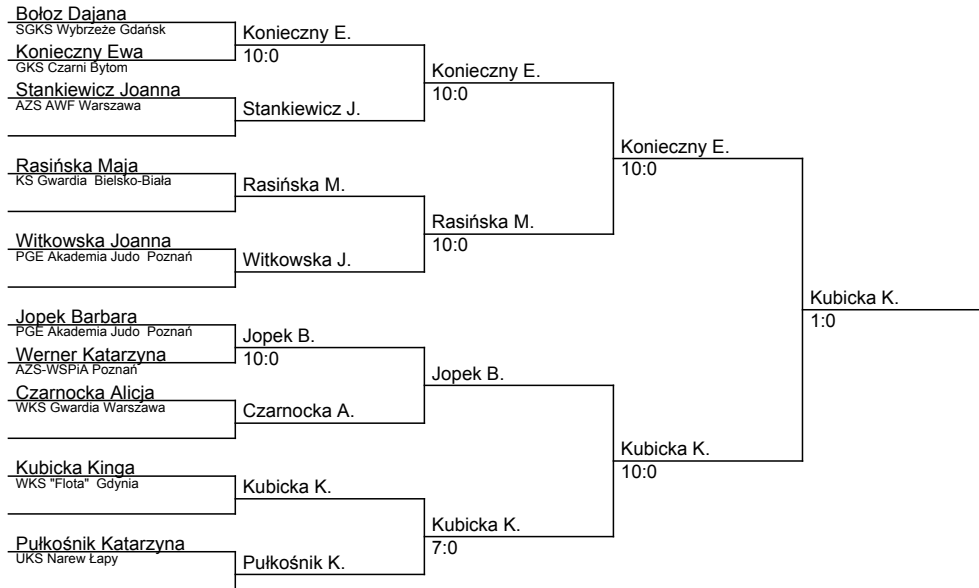 Bołoz Dajana
SGKS Wybrzeże Gdańsk
Konieczny Ewa
GKS Czarni Bytom
Stankiewicz Joanna
AZS AWF Warszawa
Rasińska Maja
KS Gwardia  Bielsko-Biała
Witkowska Joanna
PGE Akademia Judo  Poznań
Jopek Barbara
PGE Akademia Judo  Poznań
Werner Katarzyna
AZS-WSPiA Poznań
Czarnocka Alicja
WKS Gwardia Warszawa
Kubicka Kinga
WKS "Flota"  Gdynia
Pułkośnik Katarzyna
UKS Narew Łapy
Konieczny E.
10:0
Stankiewicz J.
Rasińska M.
Witkowska J.
Jopek B.
10:0
Czarnocka A.
Kubicka K.
Pułkośnik K.
Konieczny E.
10:0
Rasińska M.
10:0
Jopek B.
Kubicka K.
7:0
Konieczny E.
10:0
Kubicka K.
10:0
Kubicka K.
1:0